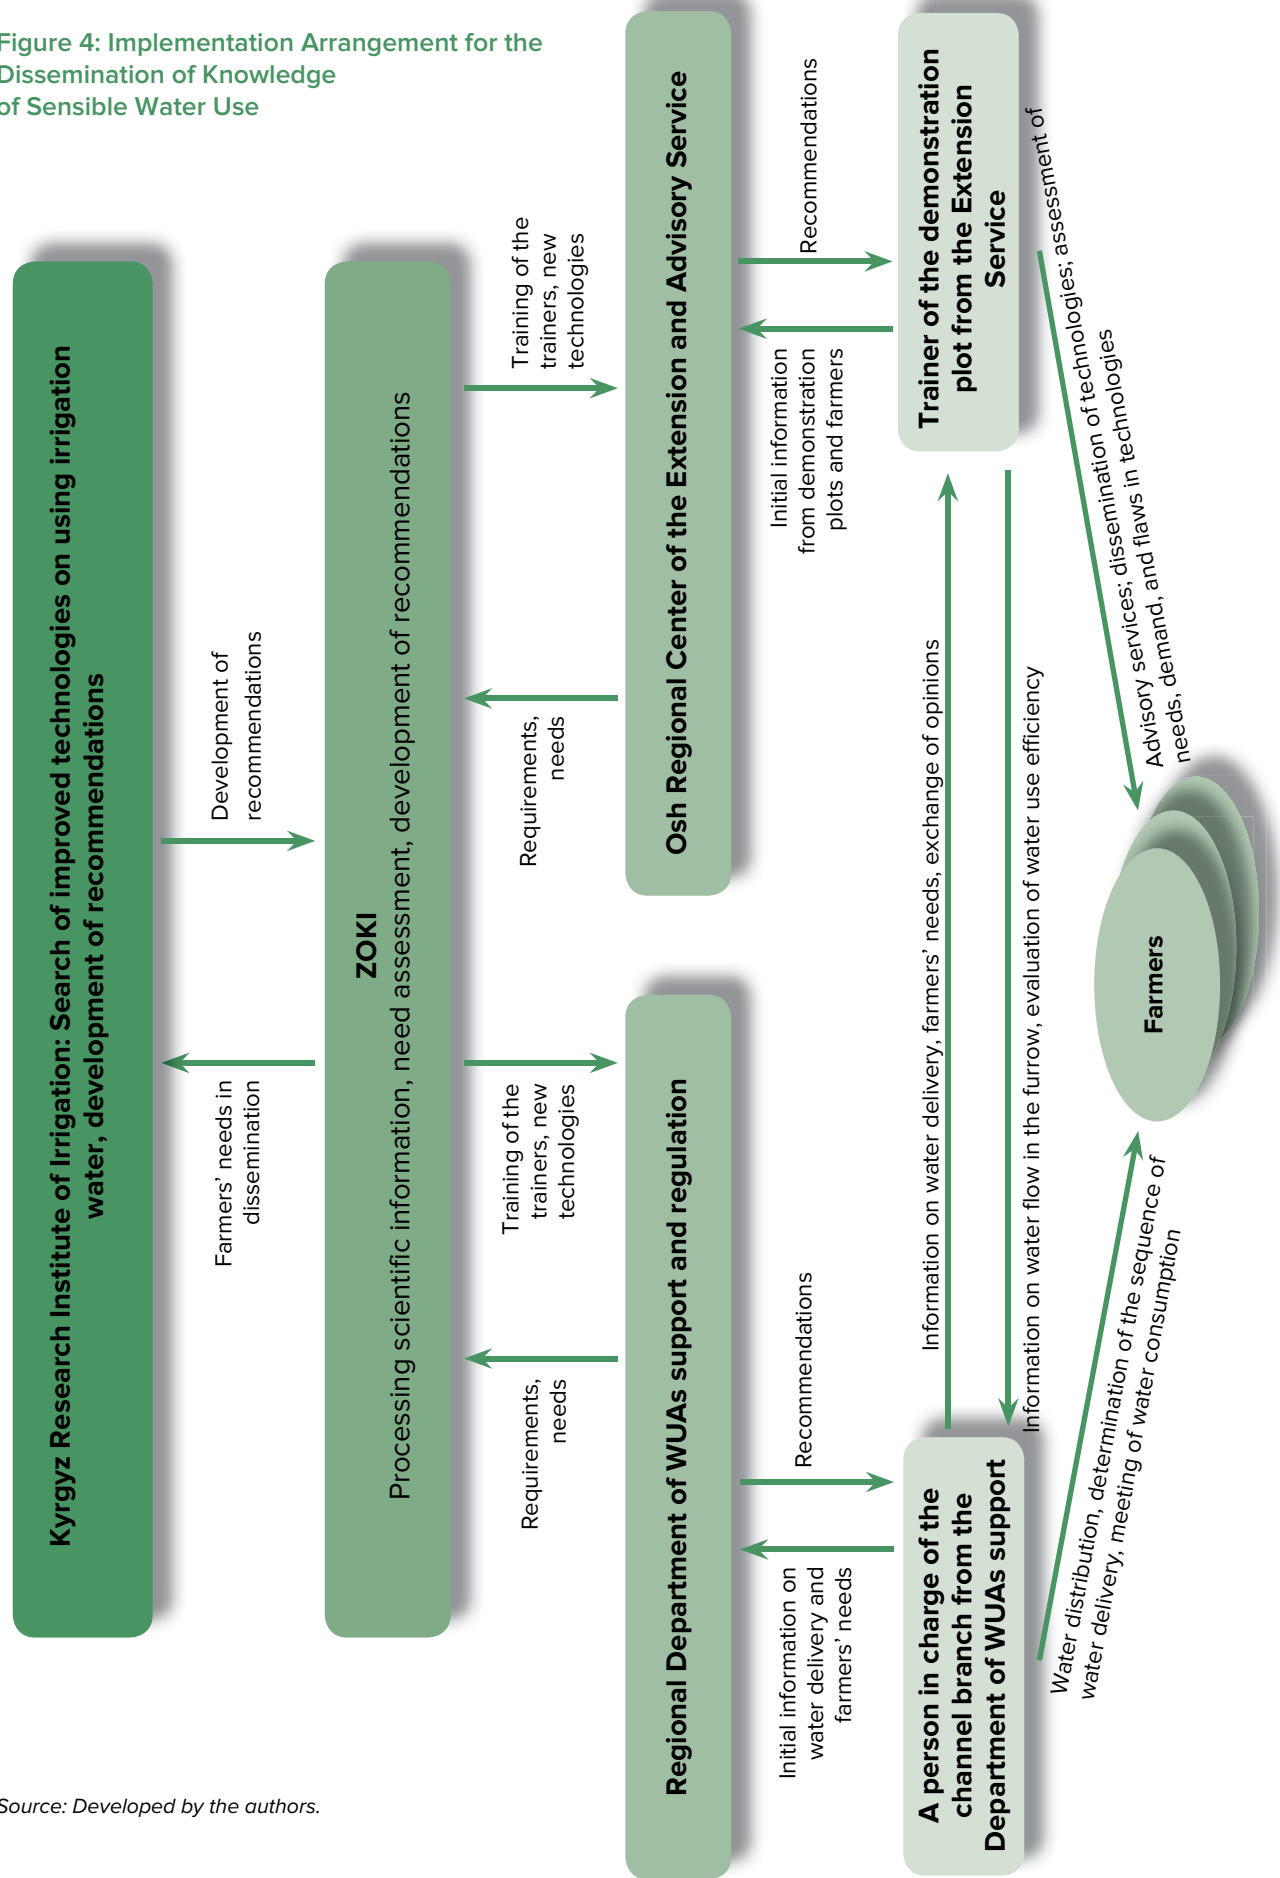 Figure 4: Implementation Arrangement for the
Dissemination of Knowledge
of Sensible Water Use
Kyrgyz Research Institute of Irrigation: Search of improved technologies on using irrigation
water, development of recommendations
Farmers’ needs in
dissemination
Development of
recommendations
ZOKI
Processing scientific information, need assessment, development of recommendations
Requirements,
needs
Training of the
trainers, new
technologies
Requirements,
needs
Training of the
trainers, new
technologies
Regional Department of WUAs support and regulation
Osh Regional Center of the Extension and Advisory Service
Initial information on
water delivery and
farmers’ needs
Recommendations
Initial information
from demonstration
plots and farmers
Recommendations
A person in charge of the
channel branch from the
Department of WUAs support
Information on water delivery, farmers’ needs, exchange of opinions
Information on water flow in the furrow, evaluation of water use efficiency
Trainer of the demonstration
plot from the Extension
Service
Water distribution, determination of the sequence of
water delivery, meeting of water consumption
Farmers
Advisory services; dissemination of technologies; assessment of
needs, demand, and flaws in technologies
Source: Developed by the authors.